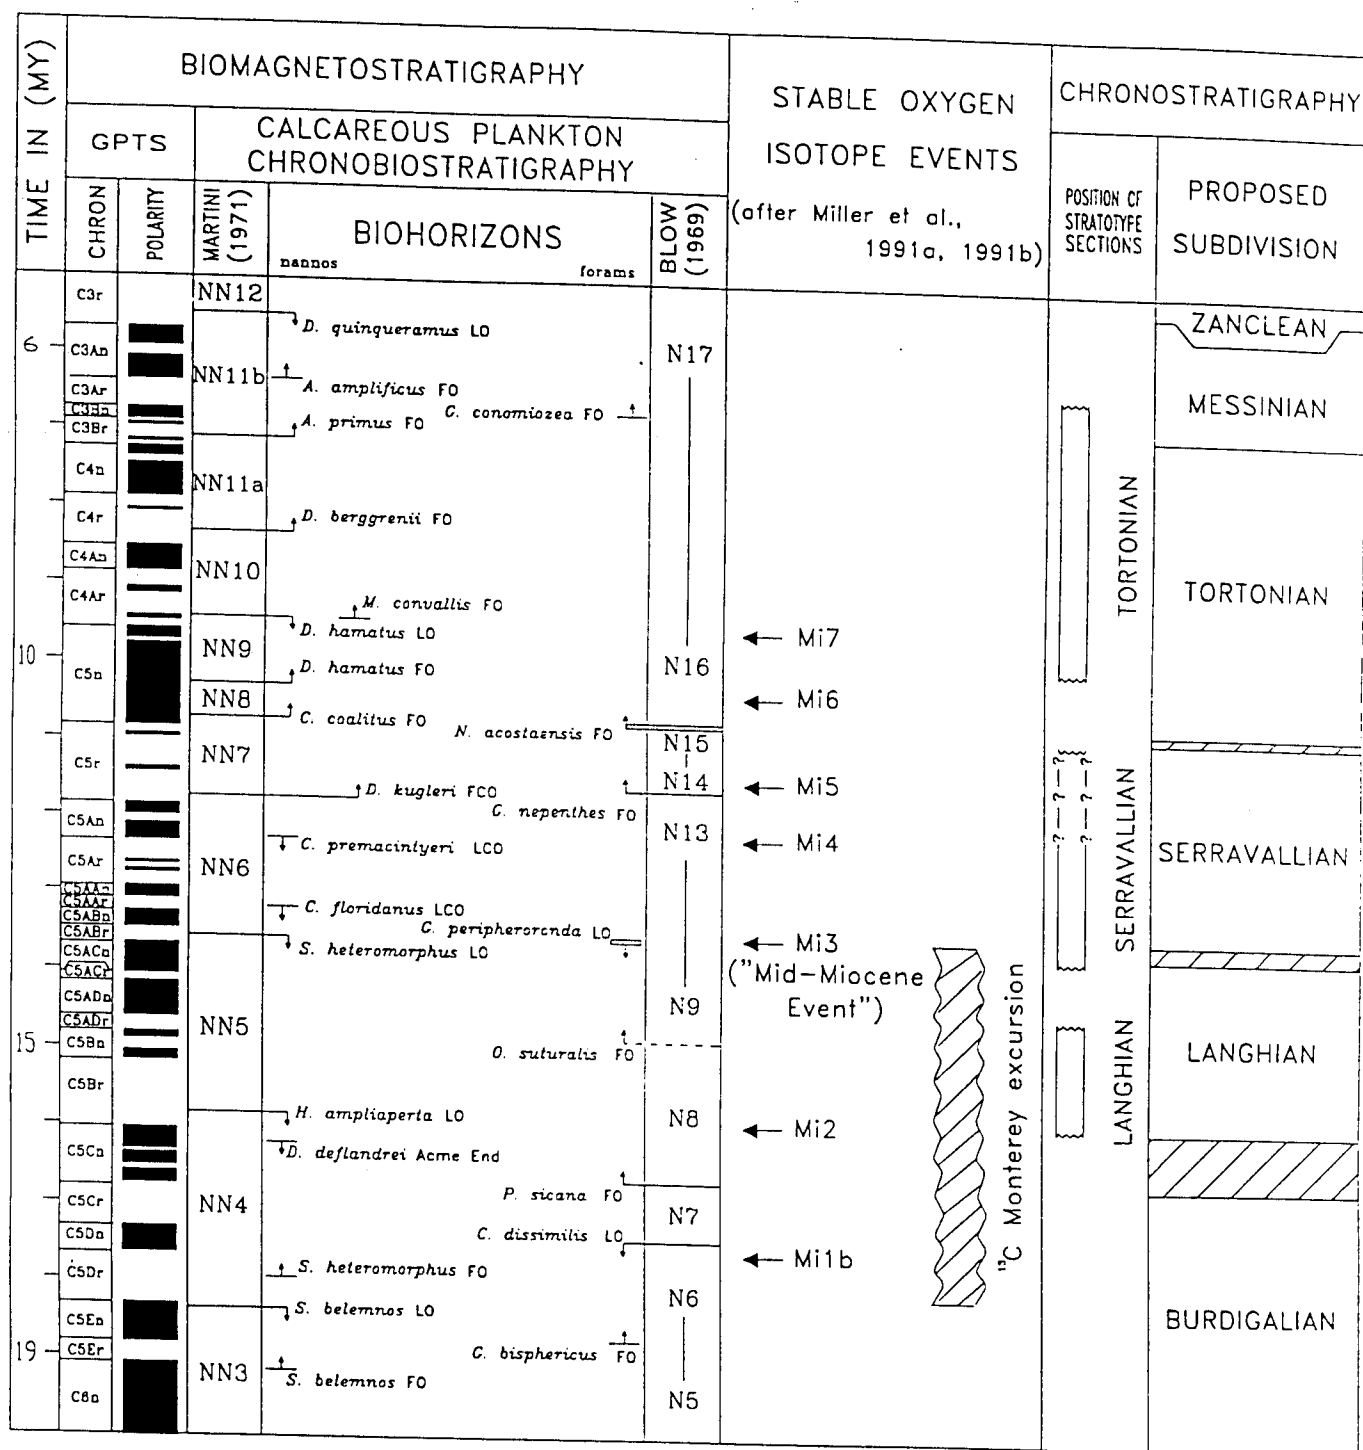 TIME IN (MY)
BIOMAGNETOSTRATIGRAPHY
STABLE OXYGEN
ISOTOPE EVENTS
(after Miller et al.,
1991a, 1991b)
CHRONOSTRATIGRAPHY
GPTS
CALCAREOUS PLANKTON
CHRONOBIOSTRATIGRAPHY
CHRON
POLARITY
MARTINI
(1971)
BIOHORIZONS
nannos
forams
BLOW
(1969)
POSITION OF
STRATOTYPE
SECTIONS
PROPOSED
SUBDIVISION
6
10
15
19
C3r
C3An
C3Ar
C3Bn
C3Br
C4n
C4r
C4An
C4Ar
C5n
C5r
C5An
C5Ar
C5AAn
C5AAr
C5ABn
C5ABr
C5ACn
C5ACr
C5ADn
C5ADr
C5Bn
C5Br
C5Cn
C5Cr
C5Dn
C5Dr
C5En
C5Er
C6n
NN12
NN11b
NN11a
NN10
NN9
NN8
NN7
NN6
NN5
NN4
NN3
D. quinqueramus LO
A. amplificus FO
G. conomiozea FO
A. primus FO
D. berggrenii FO
M. convallis FO
D. hamatus LO
D. hamatus FO
C. coalitus FO
N. acostaensis FO
D. kugleri FCO
G. nepenthes FO
C. premacintyeri LCO
C. floridanus LCO
G. peripheroronda LO
S. heteromorphus LO
O. suturalis FO
H. ampliaperta LO
D. deflandrei Acme End
P. sicana FO
C. dissimilis LO
S. heteromorphus FO
S. belemnos LO
G. bisphericus FO
S. belemnos FO
N17
N16
N15
N14
N13
N9
N8
N7
N6
N5
Mi7
Mi6
Mi5
Mi4
Mi3
("Mid-Miocene
Event")
Mi2
Mi1b
¹³C Monterey excursion
TORTONIAN
? ?
? ?
? ?
SERRAVALLIAN
LANGHIAN
ZANCLEAN
MESSINIAN
TORTONIAN
SERRAVALLIAN
LANGHIAN
BURDIGALIAN